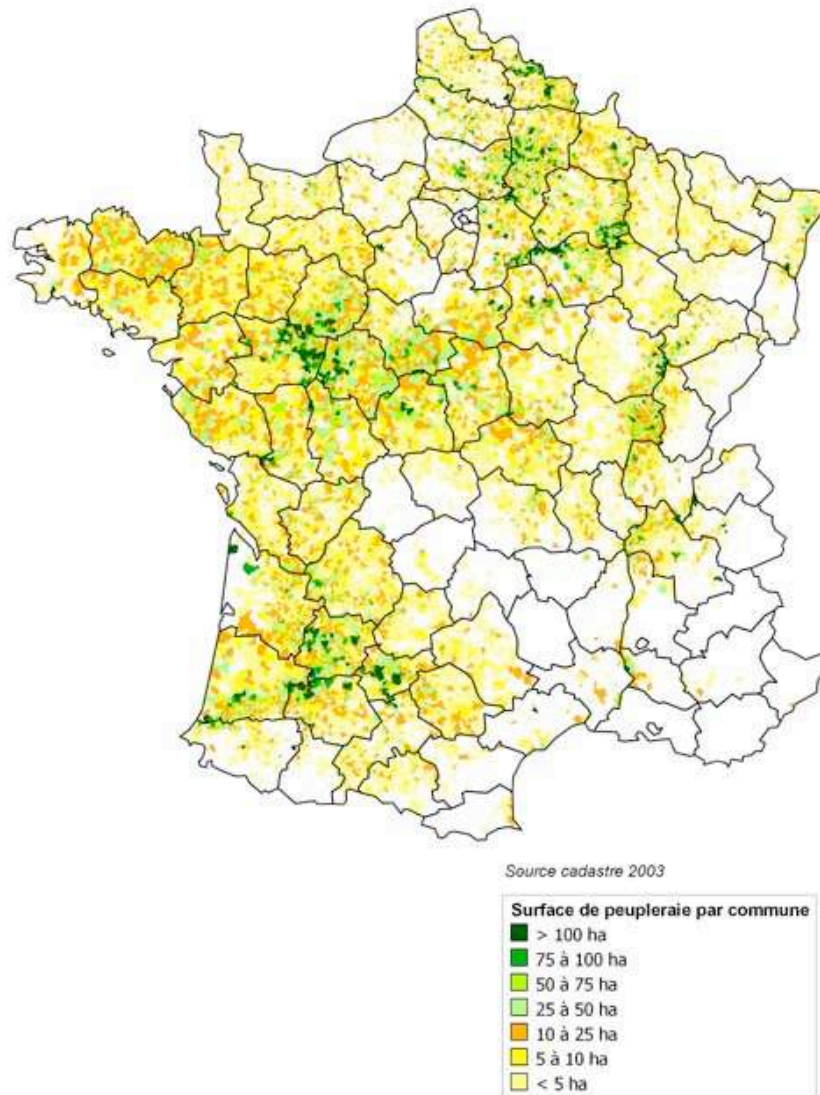 Source cadastre 2003
Surface de peupleraie par commune
> 100 ha
75 à 100 ha
50 à 75 ha
25 à 50 ha
10 à 25 ha
5 à 10 ha
< 5 ha